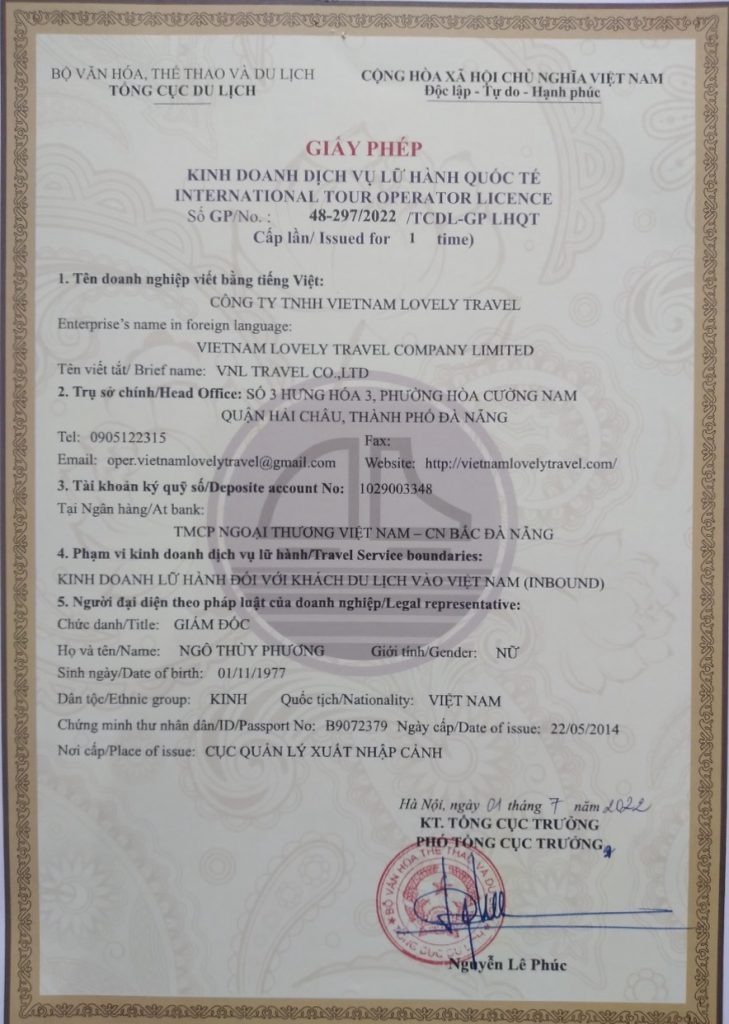 BỘ VĂN HÓA, THỂ THAO VÀ DU LỊCH
TỔNG CỤC DU LỊCH
CỘNG HÒA XÃ HỘI CHỦ NGHĨA VIỆT NAM
Độc lập - Tự do - Hạnh phúc
GIẤY PHÉP
KINH DOANH DỊCH VỤ LỮ HÀNH QUỐC TẾ
INTERNATIONAL TOUR OPERATOR LICENCE
Số GP/No. : 48-297/2022 /TCDL-GP LHQT
Cấp lần/ Issued for 1 time)
1. Tên doanh nghiệp viết bằng tiếng Việt:
CÔNG TY TNHH VIETNAM LOVELY TRAVEL
Enterprise's name in foreign language:
VIETNAM LOVELY TRAVEL COMPANY LIMITED
Tên viết tắt/ Brief name: VNL TRAVEL CO.,LTD
2. Trụ sở chính/Head Office: SỐ 3 HƯNG HÓA 3, PHƯỜNG HÒA CƯỜNG NAM
QUẬN HẢI CHÂU, THÀNH PHỐ ĐÀ NẴNG
Tel: 0905122315 Fax:
Email: oper.vietnamlovelytravel@gmail.com Website: http://vietnamlovelytravel.com/
3. Tài khoản ký quỹ số/Deposite account No: 1029003348
Tại Ngân hàng/At bank:
TMCP NGOẠI THƯƠNG VIỆT NAM – CN BẮC ĐÀ NẴNG
4. Phạm vi kinh doanh dịch vụ lữ hành/Travel Service boundaries:
KINH DOANH LỮ HÀNH ĐỐI VỚI KHÁCH DU LỊCH VÀO VIỆT NAM (INBOUND)
5. Người đại diện theo pháp luật của doanh nghiệp/Legal representative:
Chức danh/Title: GIÁM ĐỐC
Họ và tên/Name: NGÔ THÙY PHƯƠNG Giới tính/Gender: NỮ
Sinh ngày/Date of birth: 01/11/1977
Dân tộc/Ethnic group: KINH Quốc tịch/Nationality: VIỆT NAM
Chứng minh thư nhân dân/ID/Passport No: B9072379 Ngày cấp/Date of issue: 22/05/2014
Nơi cấp/Place of issue: CỤC QUẢN LÝ XUẤT NHẬP CẢNH
Hà Nội, ngày 01 tháng 7 năm 2022
KT. TỔNG CỤC TRƯỞNG
PHÓ TỔNG CỤC TRƯỞNG
BỘ VĂN HÓA THỂ THAO VÀ DU
TỔNG CỤC DU LỊCH
Nguyễn Lê Phúc